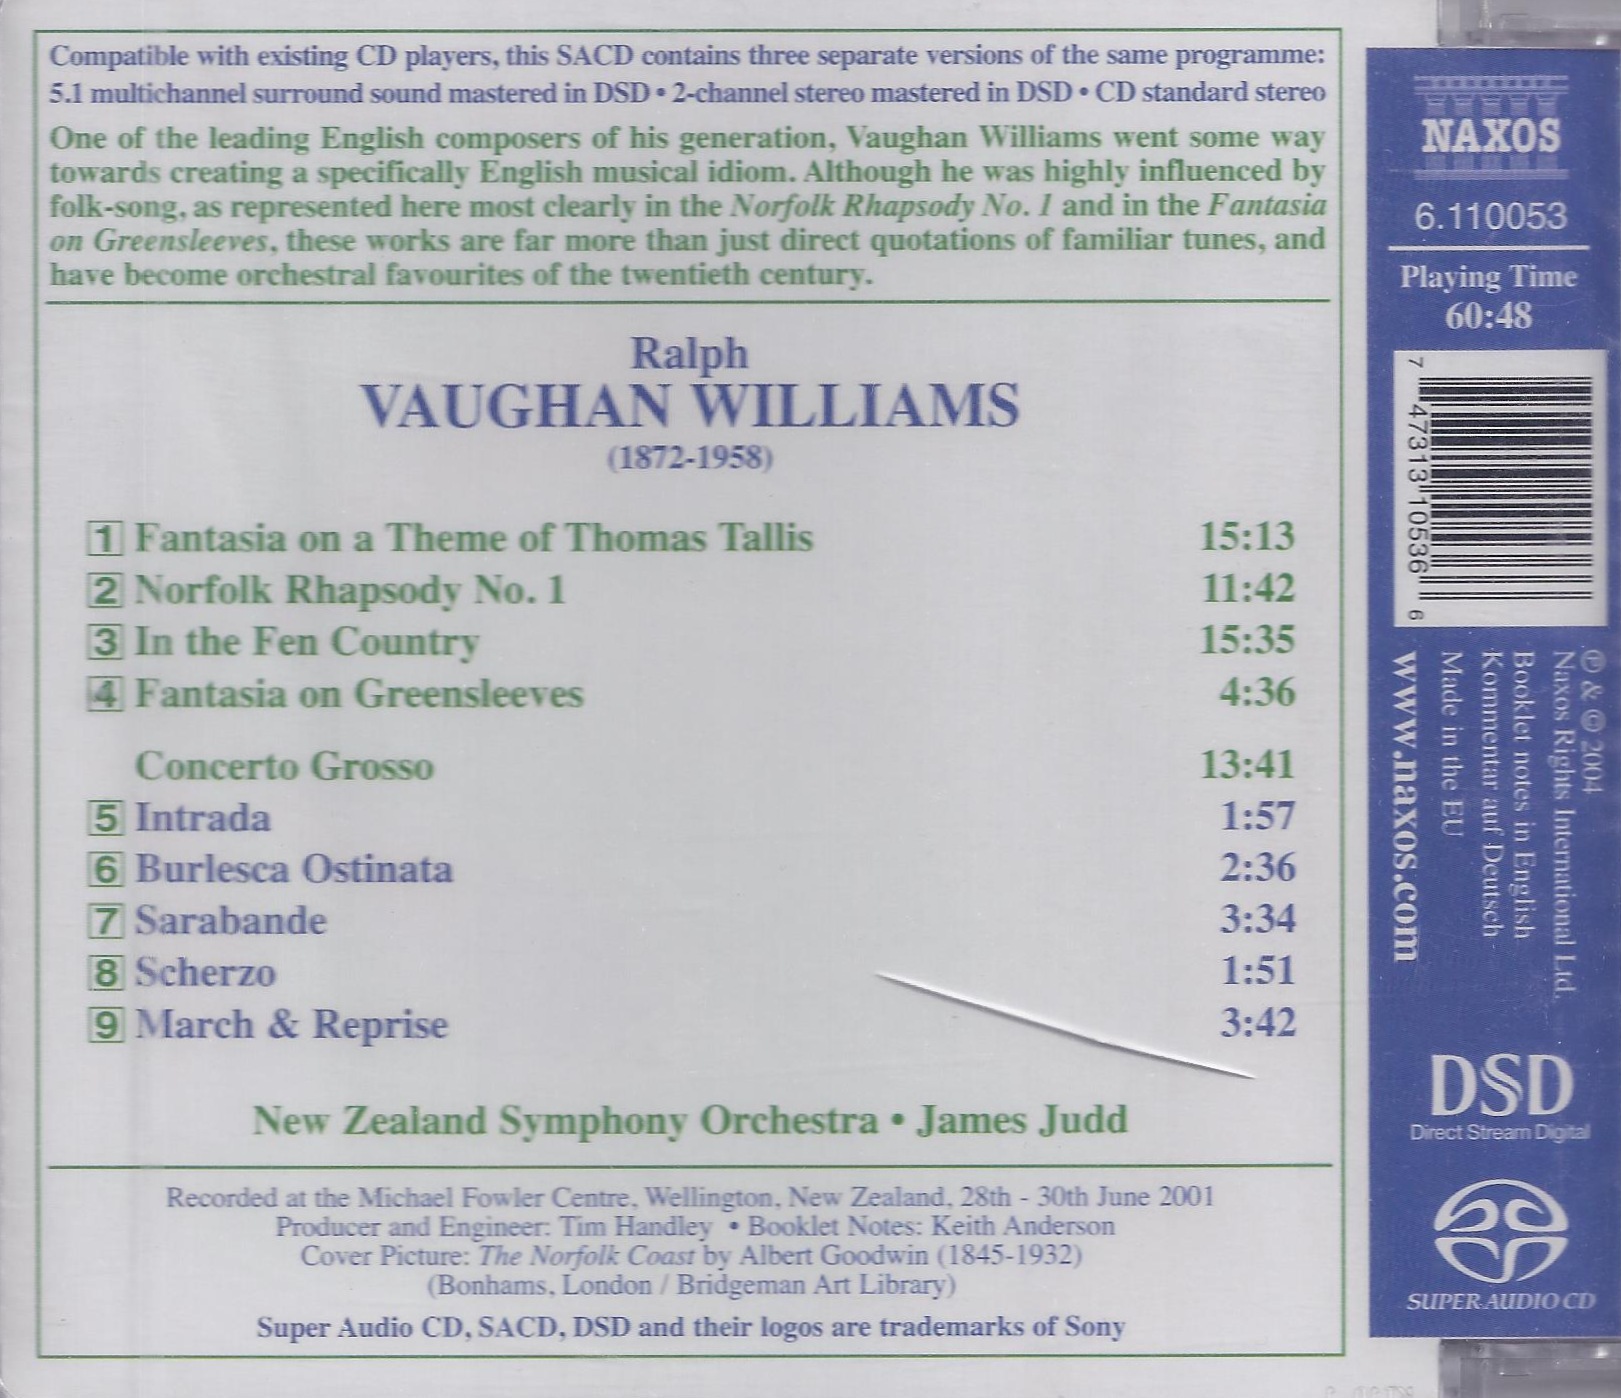 Compatible with existing CD players, this SACD contains three separate versions of the same programme:
5.1 multichannel surround sound mastered in DSD • 2-channel stereo mastered in DSD • CD standard stereo
One of the leading English composers of his generation, Vaughan Williams went some way
towards creating a specifically English musical idiom. Although he was highly influenced by
folk-song, as represented here most clearly in the Norfolk Rhapsody No. 1 and in the Fantasia
on Greensleeves, these works are far more than just direct quotations of familiar tunes, and
have become orchestral favourites of the twentieth century.
Ralph
VAUGHAN WILLIAMS
(1872-1958)
1 Fantasia on a Theme of Thomas Tallis 15:13
2 Norfolk Rhapsody No. 1 11:42
3 In the Fen Country 15:35
4 Fantasia on Greensleeves 4:36
Concerto Grosso 13:41
5 Intrada 1:57
6 Burlesca Ostinata 2:36
7 Sarabande 3:34
8 Scherzo 1:51
9 March & Reprise 3:42
New Zealand Symphony Orchestra • James Judd
Recorded at the Michael Fowler Centre, Wellington, New Zealand, 28th - 30th June 2001
Producer and Engineer: Tim Handley • Booklet Notes: Keith Anderson
Cover Picture: The Norfolk Coast by Albert Goodwin (1845-1932)
(Bonhams, London / Bridgeman Art Library)
Super Audio CD, SACD, DSD and their logos are trademarks of Sony
NAXOS
6.110053
Playing Time
60:48
7 47313 10536 6
℗ & © 2004
Naxos Rights International Ltd.
Booklet notes in English
Kommentar auf Deutsch
Made in the EU
www.naxos.com
DSD
Direct Stream Digital
SUPER AUDIO CD